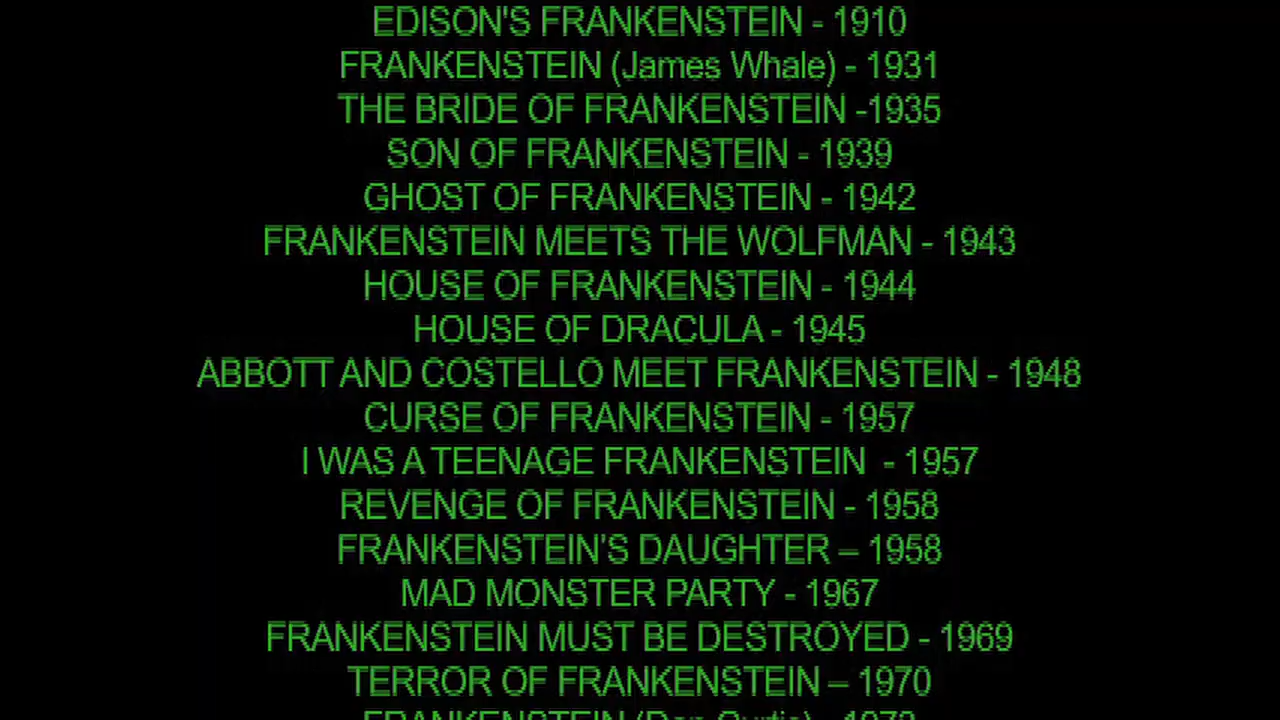 EDISON'S FRANKENSTEIN - 1910
FRANKENSTEIN (James Whale) - 1931
THE BRIDE OF FRANKENSTEIN -1935
SON OF FRANKENSTEIN - 1939
GHOST OF FRANKENSTEIN - 1942
FRANKENSTEIN MEETS THE WOLFMAN - 1943
HOUSE OF FRANKENSTEIN - 1944
HOUSE OF DRACULA - 1945
ABBOTT AND COSTELLO MEET FRANKENSTEIN - 1948
CURSE OF FRANKENSTEIN - 1957
I WAS A TEENAGE FRANKENSTEIN  - 1957
REVENGE OF FRANKENSTEIN - 1958
FRANKENSTEIN'S DAUGHTER – 1958
MAD MONSTER PARTY - 1967
FRANKENSTEIN MUST BE DESTROYED - 1969
TERROR OF FRANKENSTEIN – 1970
FRANKENSTEIN (Dan Curtis) -